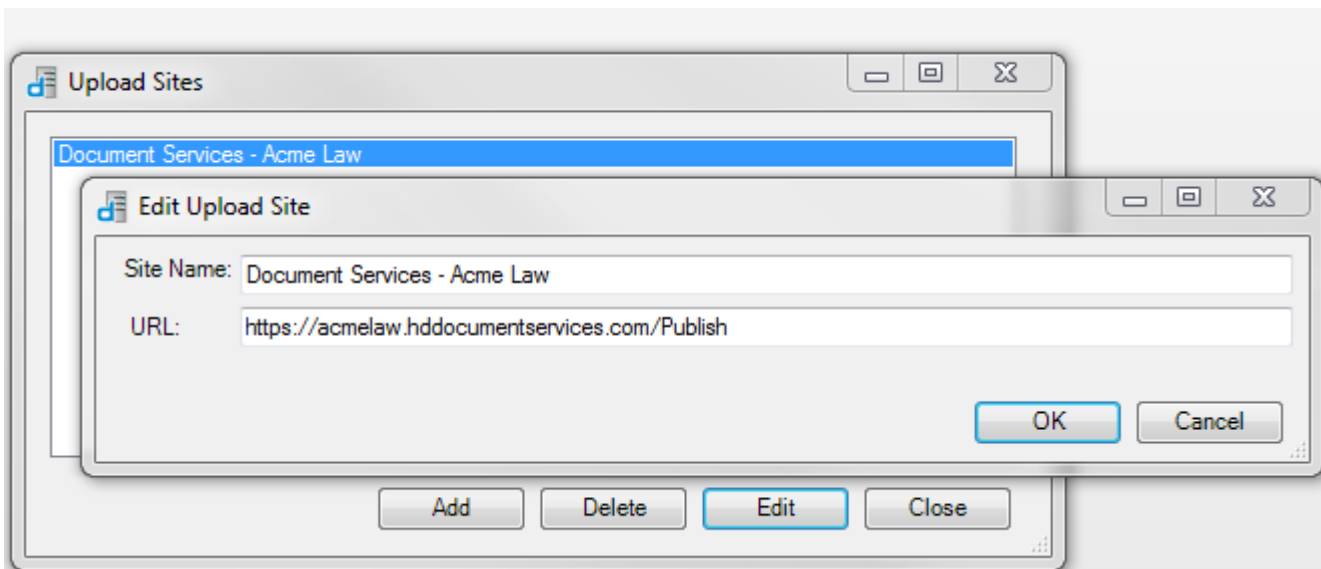 Upload Sites
Document Services - Acme Law
Edit Upload Site
Site Name: Document Services - Acme Law
URL: https://acmelaw.hddocumentservices.com/Publish
OK Cancel
Add Delete Edit Close